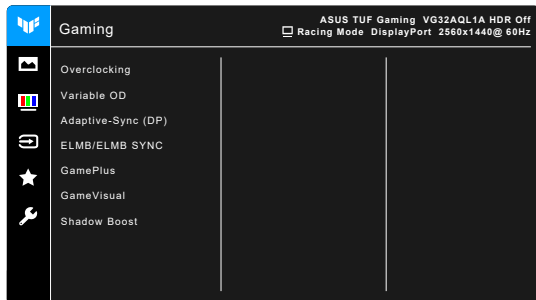 Gaming
ASUS TUF Gaming VG32AQL1A HDR Off
Racing Mode DisplayPort 2560x1440@ 60Hz
Overclocking
Variable OD
Adaptive-Sync (DP)
ELMB/ELMB SYNC
GamePlus
GameVisual
Shadow Boost